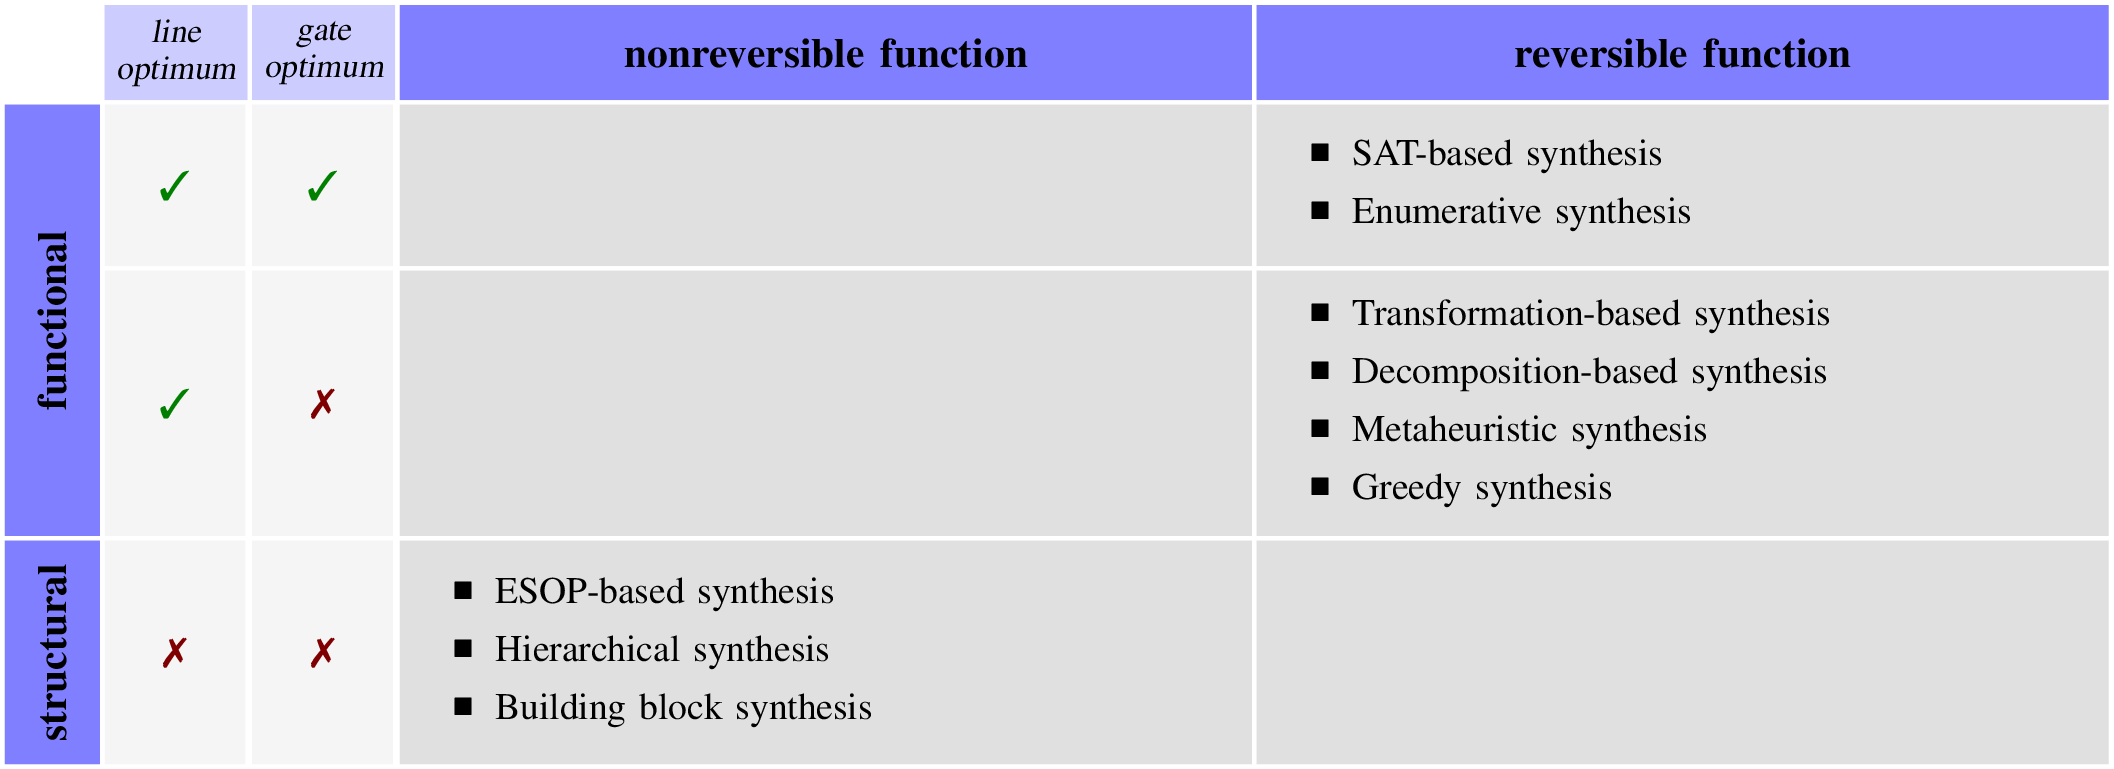 line
optimum
gate
optimum
nonreversible function
reversible function
functional
✓
✓
■ SAT-based synthesis
■ Enumerative synthesis
✓
✗
■ Transformation-based synthesis
■ Decomposition-based synthesis
■ Metaheuristic synthesis
■ Greedy synthesis
structural
✗
✗
■ ESOP-based synthesis
■ Hierarchical synthesis
■ Building block synthesis